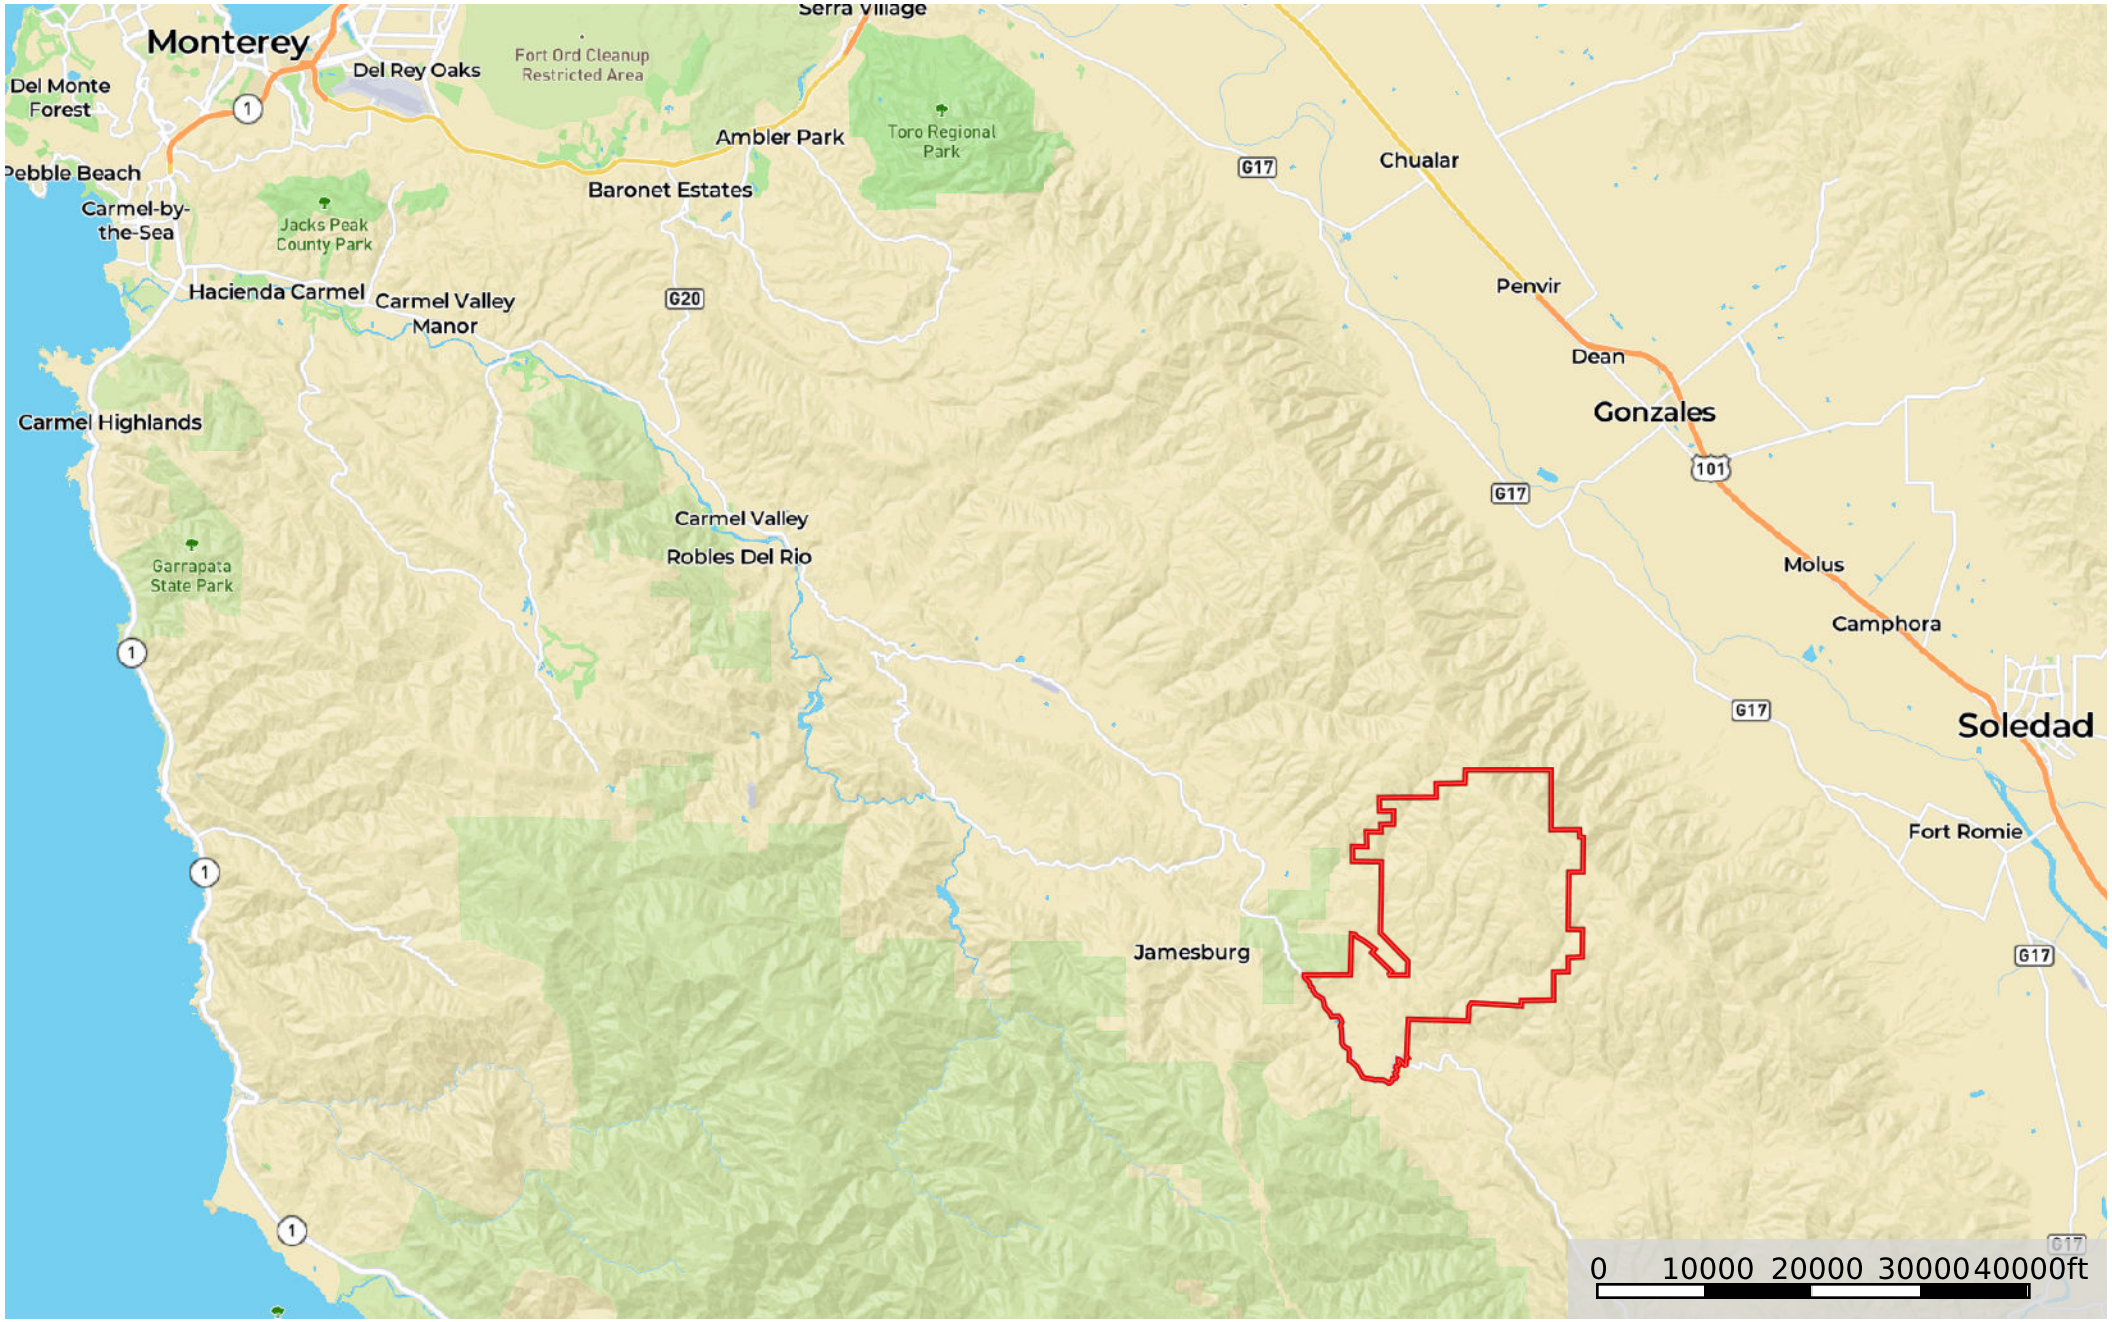 Serra Village
Monterey
Del Rey Oaks
Fort Ord Cleanup
Restricted Area
Del Monte
Forest
1
Ambler Park
Toro Regional
Park
Chualar
G17
Pebble Beach
Baronet Estates
Carmel-by-
the-Sea
Jacks Peak
County Park
Hacienda Carmel
Carmel Valley
Manor
G20
Penvir
Dean
Gonzales
Carmel Highlands
101
G17
Carmel Valley
Robles Del Rio
Garrapata
State Park
Molus
Camphora
1
G17
Soledad
Fort Romie
1
Jamesburg
G17
1
G17
0 10000 20000 30000 40000ft